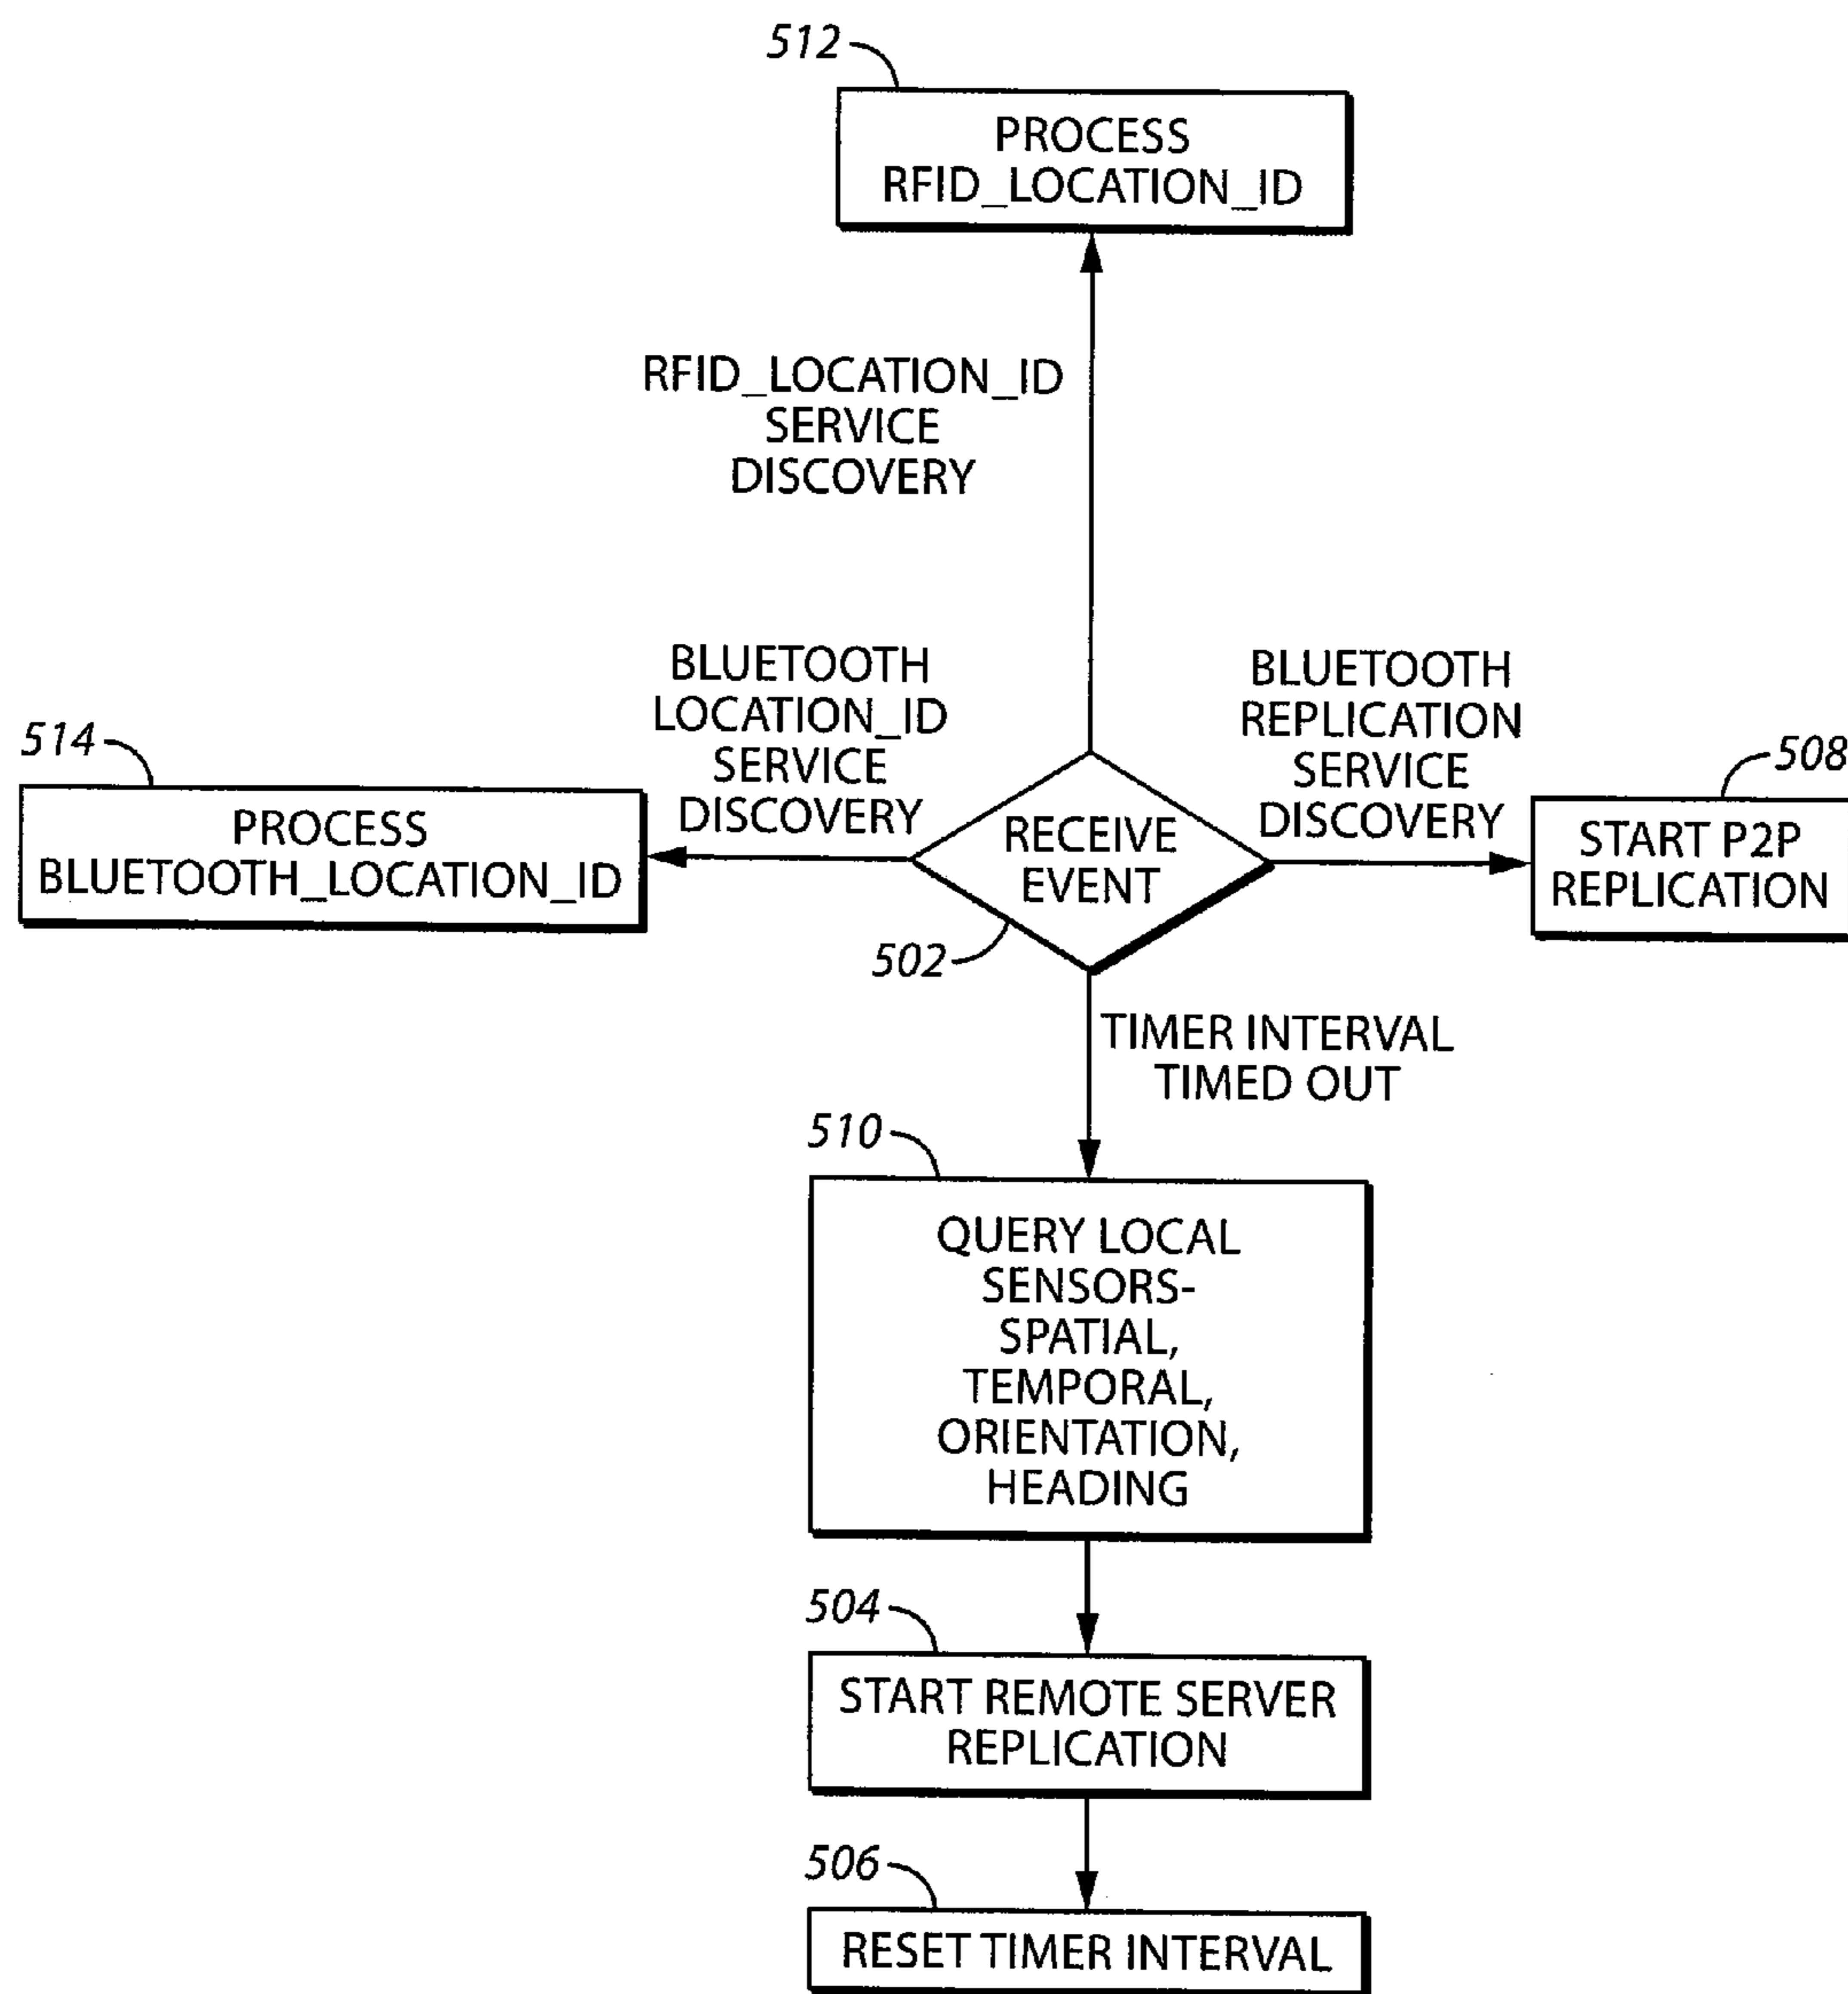 512
PROCESS
RFID_LOCATION_ID
RFID_LOCATION_ID
SERVICE
DISCOVERY
BLUETOOTH
LOCATION_ID
SERVICE
DISCOVERY
BLUETOOTH
REPLICATION
SERVICE
DISCOVERY
514
PROCESS
BLUETOOTH_LOCATION_ID
RECEIVE
EVENT
502
508
START P2P
REPLICATION
TIMER INTERVAL
TIMED OUT
510
QUERY LOCAL
SENSORS-
SPATIAL,
TEMPORAL,
ORIENTATION,
HEADING
504
START REMOTE SERVER
REPLICATION
506
RESET TIMER INTERVAL